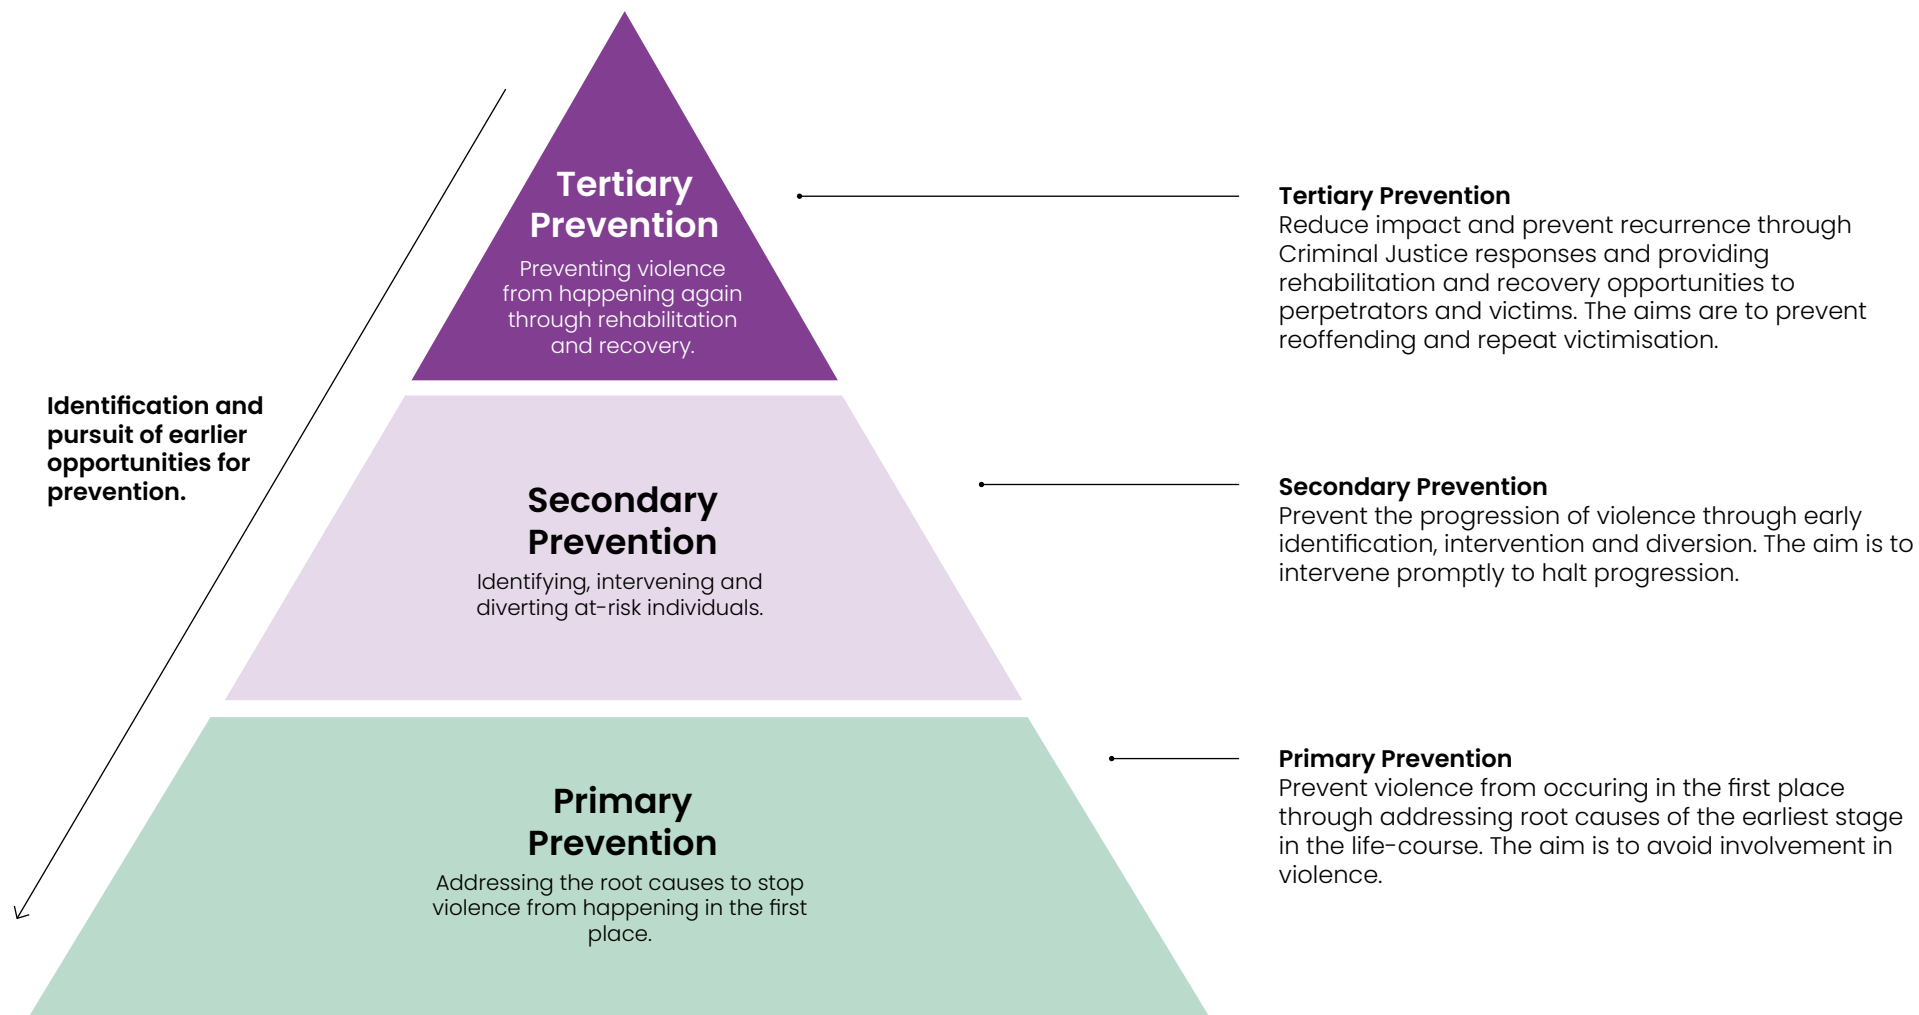 Tertiary
Prevention
Preventing violence
from happening again
through rehabilitation
and recovery.
Tertiary Prevention
Reduce impact and prevent recurrence through
Criminal Justice responses and providing
rehabilitation and recovery opportunities to
perpetrators and victims. The aims are to prevent
reoffending and repeat victimisation.
Identification and
pursuit of earlier
opportunities for
prevention.
Secondary
Prevention
Identifying, intervening and
diverting at-risk individuals.
Secondary Prevention
Prevent the progression of violence through early
identification, intervention and diversion. The aim is to
intervene promptly to halt progression.
Primary
Prevention
Addressing the root causes to stop
violence from happening in the first
place.
Primary Prevention
Prevent violence from occuring in the first place
through addressing root causes of the earliest stage
in the life-course. The aim is to avoid involvement in
violence.